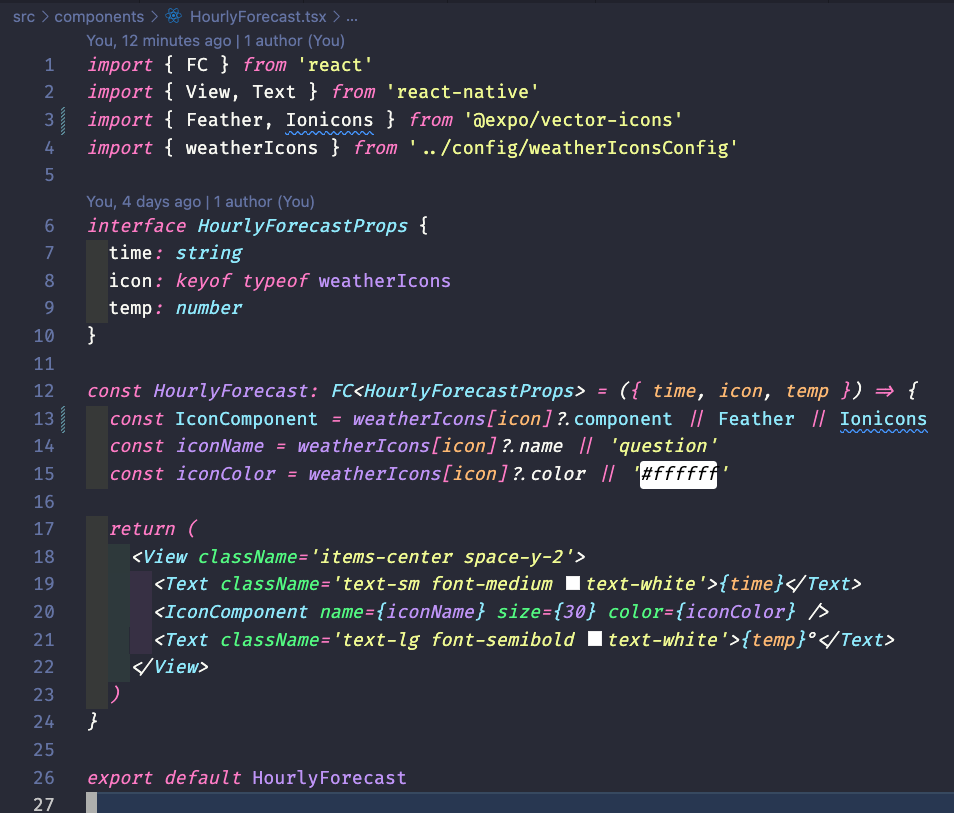 src > components > HourlyForecast.tsx > ...
You, 12 minutes ago | 1 author (You)
1 import { FC } from 'react'
2 import { View, Text } from 'react-native'
3 import { Feather, Ionicons } from '@expo/vector-icons'
4 import { weatherIcons } from '../config/weatherIconsConfig'
5
You, 4 days ago | 1 author (You)
6 interface HourlyForecastProps {
7 time: string
8 icon: keyof typeof weatherIcons
9 temp: number
10 }
11
12 const HourlyForecast: FC<HourlyForecastProps> = ({ time, icon, temp }) => {
13 const IconComponent = weatherIcons[icon]?.component || Feather || Ionicons
14 const iconName = weatherIcons[icon]?.name || 'question'
15 const iconColor = weatherIcons[icon]?.color || '#ffffff'
16
17 return (
18 <View className='items-center space-y-2'>
19 <Text className='text-sm font-medium text-white'>{time}</Text>
20 <IconComponent name={iconName} size={30} color={iconColor} />
21 <Text className='text-lg font-semibold text-white'>{temp}°</Text>
22 </View>
23 )
24 }
25
26 export default HourlyForecast
27